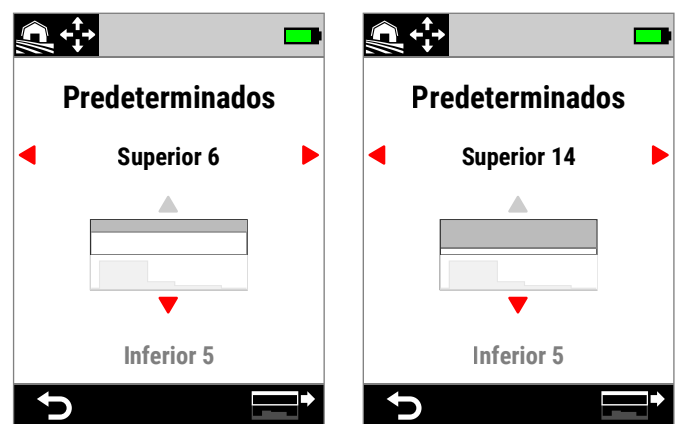 Predeterminados
Superior 6
Inferior 5
Predeterminados
Superior 14
Inferior 5